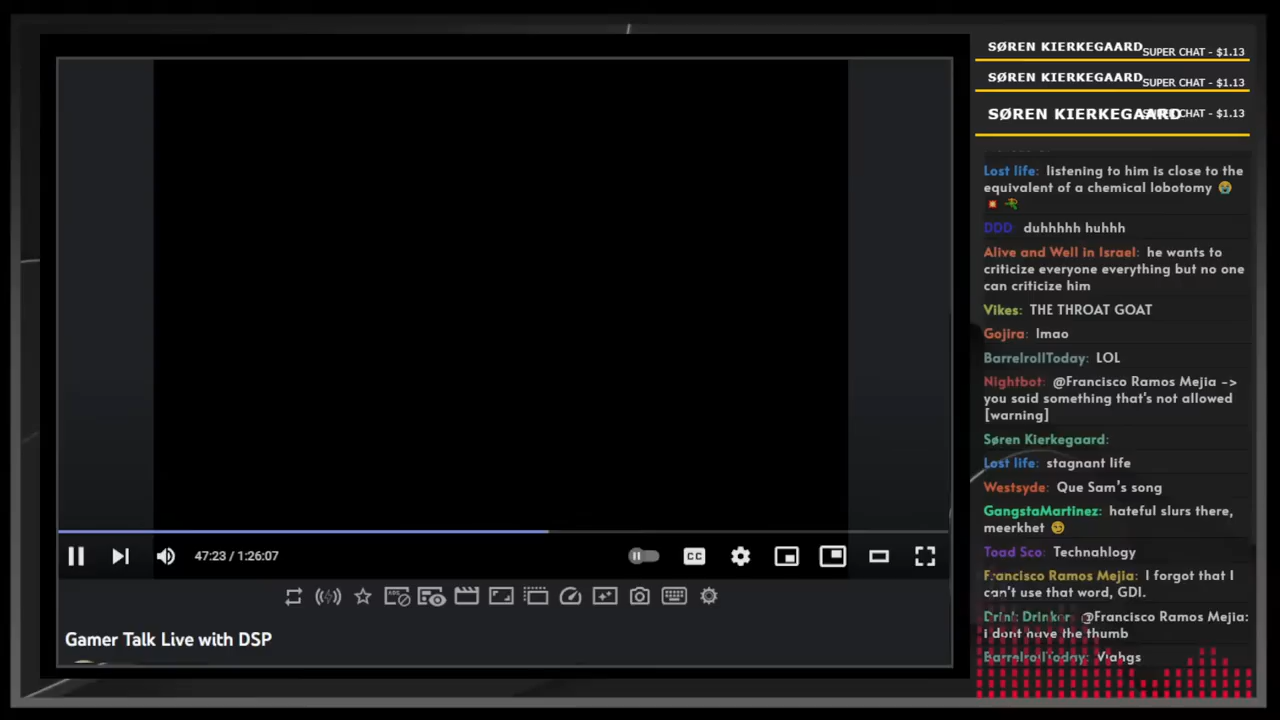 SØREN KIERKEGAARD SUPER CHAT - $1.13
SØREN KIERKEGAARD SUPER CHAT - $1.13
SØREN KIERKEGAARD CHAT - $1.13
Lost life: listening to him is close to the
equivalent of a chemical lobotomy 😭
DDD: duhhhhh huhhh
Alive and Well in Israel: he wants to
criticize everyone everything but no one
can criticize him
Vikes: THE THROAT GOAT
Gojira: lmao
BarrelrollToday: LOL
Nightbot: @Francisco Ramos Mejia ->
you said something that's not allowed
[warning]
Søren Kierkegaard:
Lost life: stagnant life
Westsyde: Que Sam's song
GangstaMartinez: hateful slurs there,
meerkhet 😏
Toad Sco: Technahlogy
Francisco Ramos Mejia: I forgot that I
can't use that word, GDI.
Drink Drinker: @Francisco Ramos Mejia:
i dont have the thumb
BarrelrollToday: Viahgs
47:23 / 1:26:07
CC
Gamer Talk Live with DSP